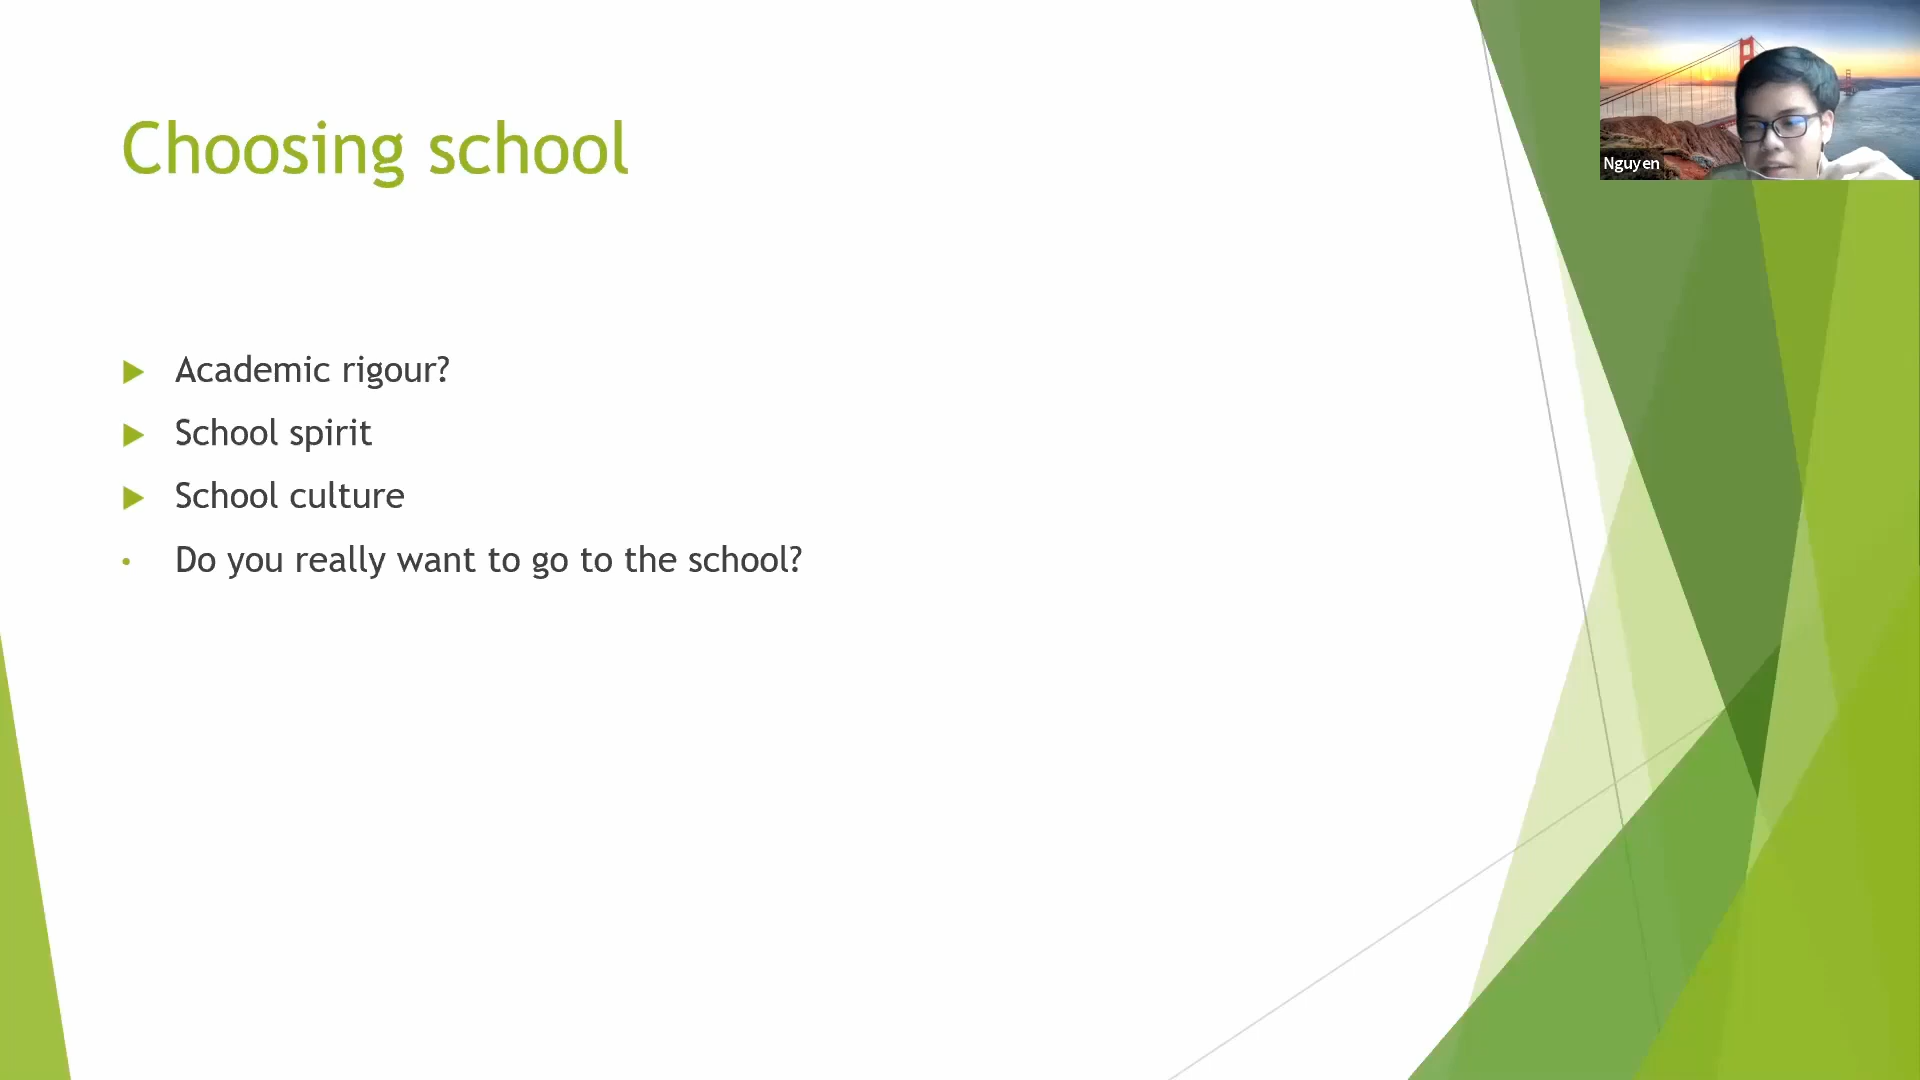 Choosing school
Academic rigour?
School spirit
School culture
Do you really want to go to the school?
Nguyen